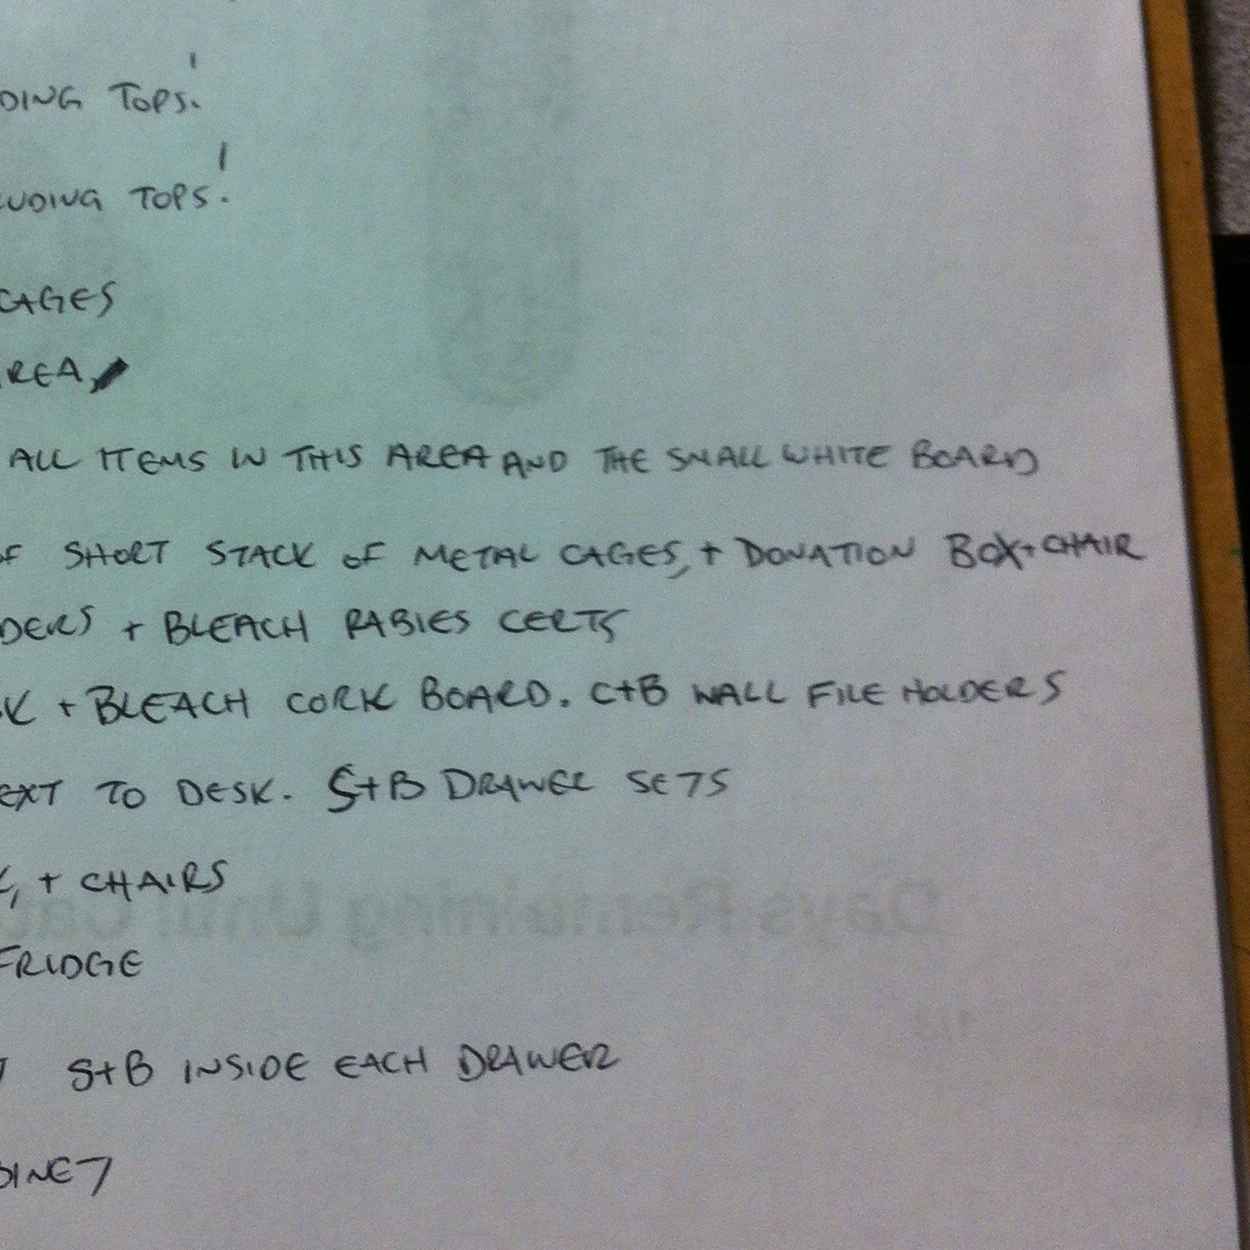 DING TOPS.
UDING TOPS!
CAGES
REA,
ALL ITEMS IN THIS AREA AND THE SMALL WHITE BOARD
OF SHORT STACK OF METAL CAGES, + DONATION BOX + CHAIR
DERS + BLEACH RABIES CERTS
K + BLEACH CORK BOARD. C+B WALL FILE HOLDERS
EXT TO DESK. S+B DRAWER SETS
, + CHAIRS
FRIDGE
S+B INSIDE EACH DRAWER
BINET
Days Remaining Until